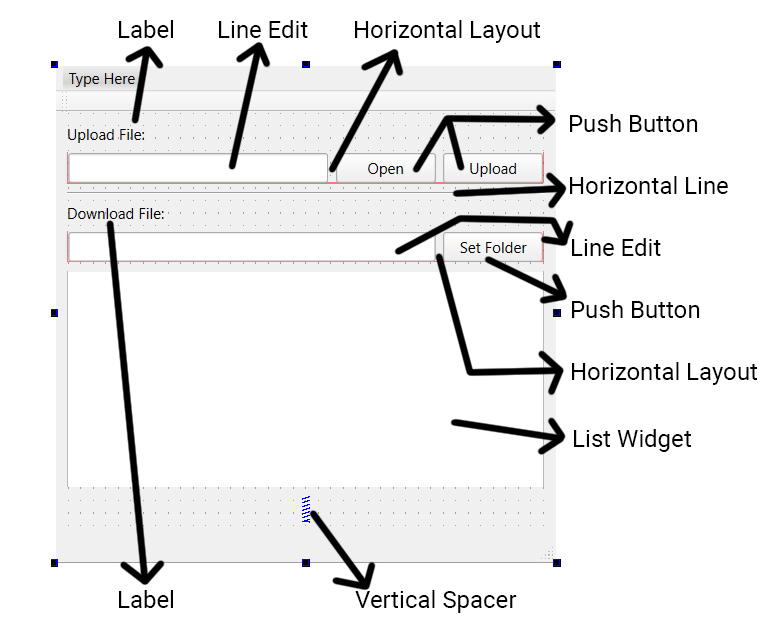 Label
Line Edit
Horizontal Layout
Type Here
Push Button
Upload File:
Open
Upload
Horizontal Line
Download File:
Set Folder
Line Edit
Push Button
Horizontal Layout
List Widget
Label
Vertical Spacer